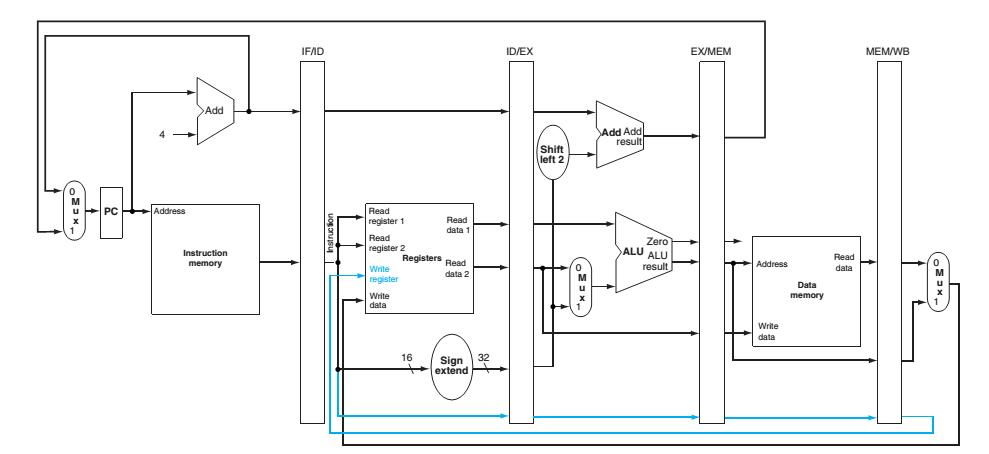 IF/ID
ID/EX
EX/MEM
MEM/WB
Add
4
Add Add
result
Shift
left 2
0
M
u
x
1
PC
Address
Instruction
memory
Instruction
Read
register 1
Read
register 2
Write
register
Write
data
Registers
Read
data 1
Read
data 2
0
M
u
x
1
Zero
ALU ALU
result
Address
Read
data
Data
memory
Write
data
0
M
u
x
1
16
Sign
extend
32